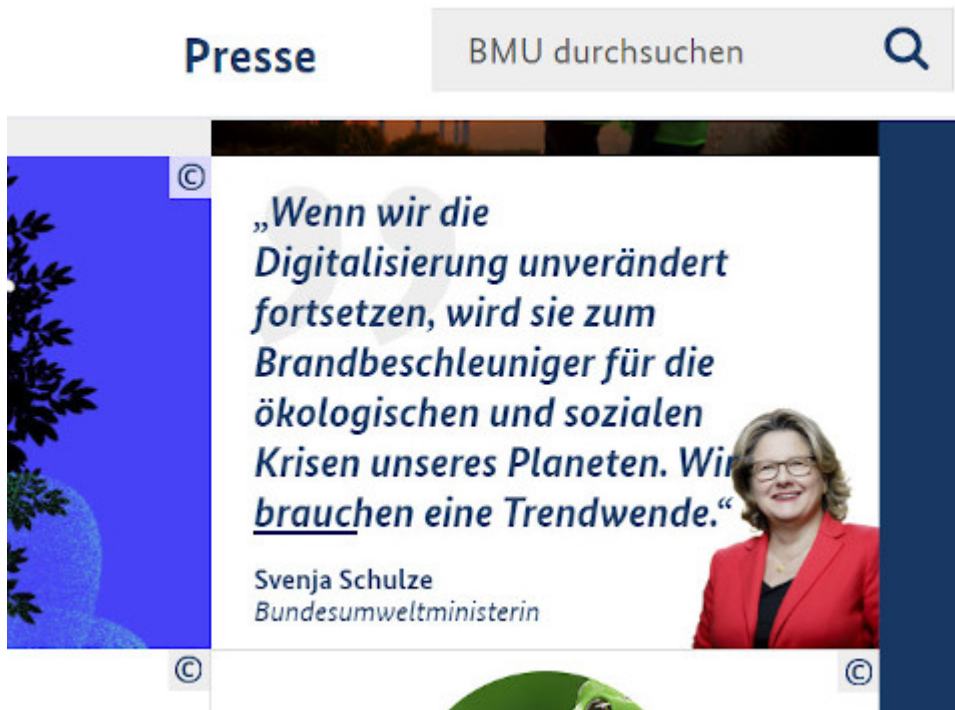 Presse
BMU durchsuchen
©
„Wenn wir die
Digitalisierung unverändert
fortsetzen, wird sie zum
Brandbeschleuniger für die
ökologischen und sozialen
Krisen unseres Planeten. Wir
brauchen eine Trendwende.“
Svenja Schulze
Bundesumweltministerin
©
©